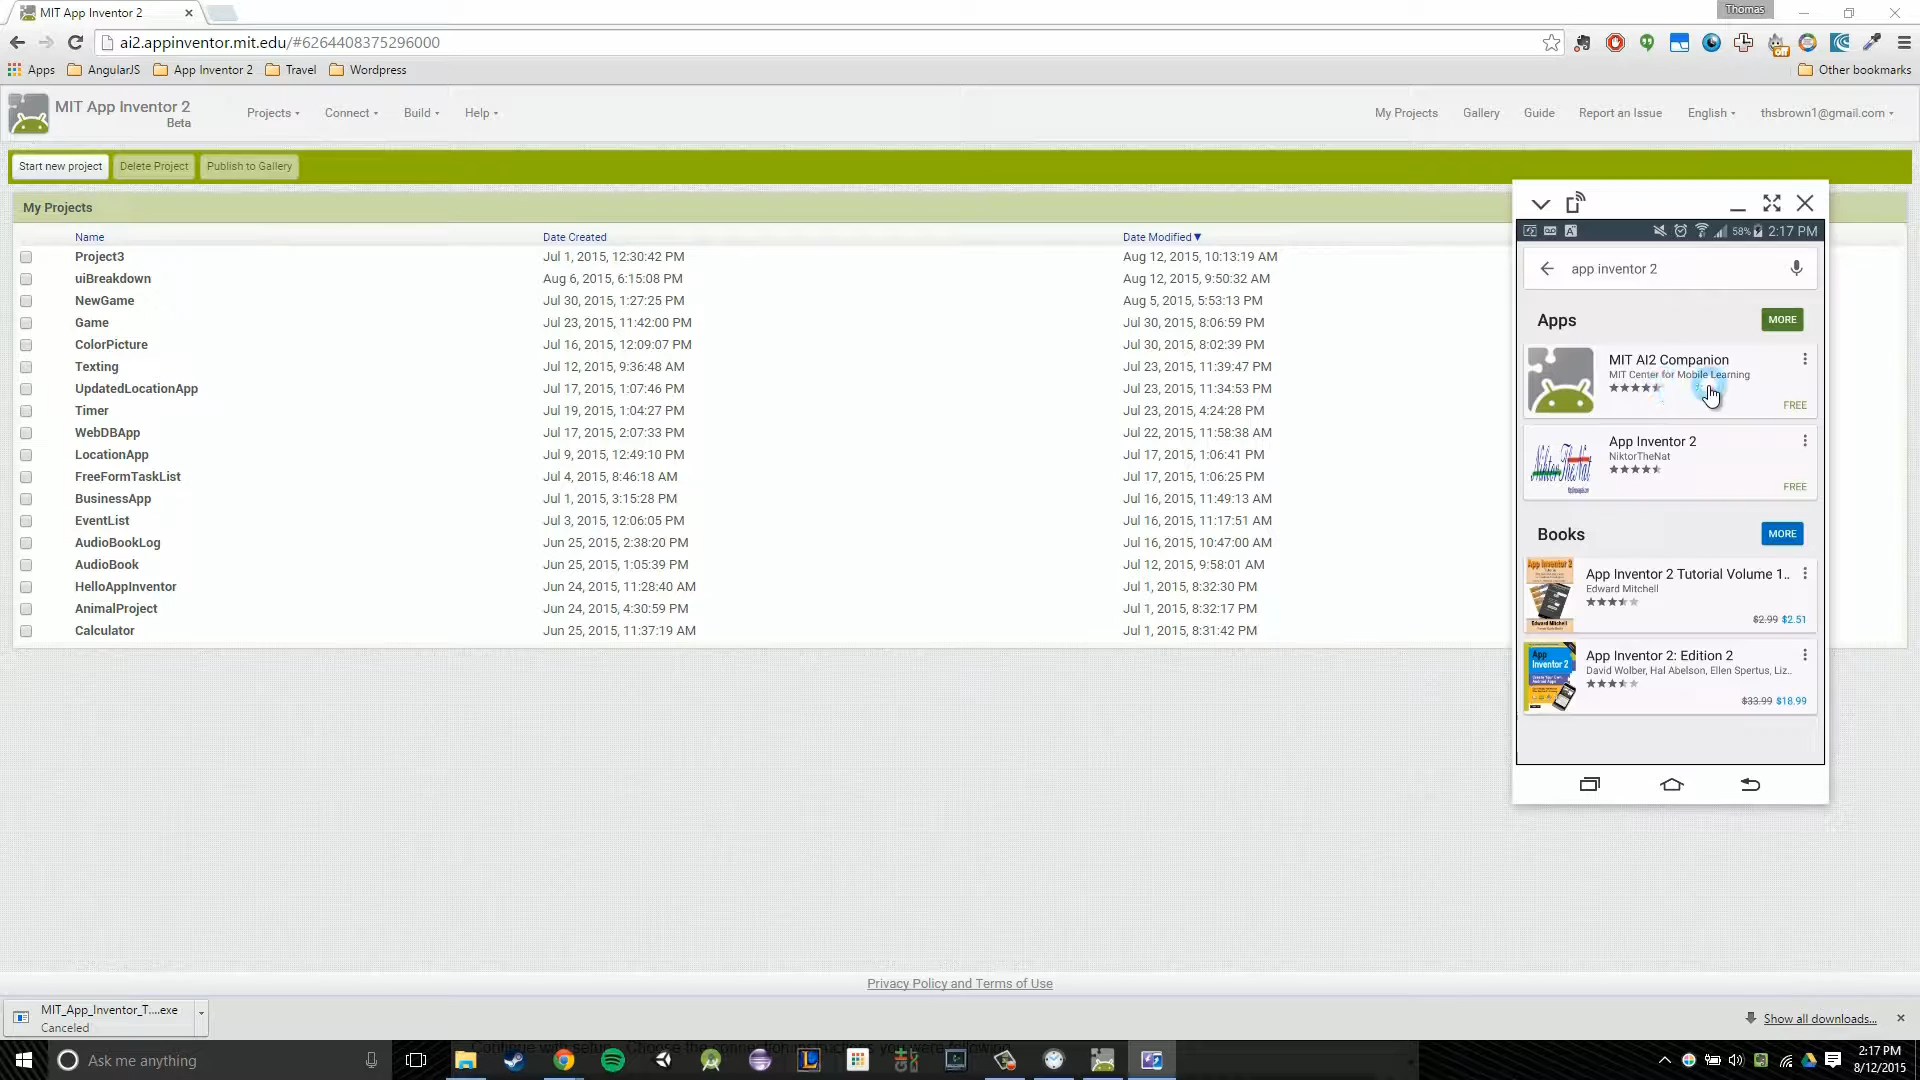 MIT App Inventor 2
Thomas
ai2.appinventor.mit.edu/#6264408375296000
Apps AngularJS App Inventor 2 Travel Wordpress Other bookmarks
MIT App Inventor 2
Beta
Projects Connect Build Help My Projects Gallery Guide Report an Issue English thsbrown1@gmail.com
Start new project Delete Project Publish to Gallery
My Projects
Name Date Created Date Modified
Project3 Jul 1, 2015, 12:30:42 PM Aug 12, 2015, 10:13:19 AM
uiBreakdown Aug 6, 2015, 6:15:08 PM Aug 12, 2015, 9:50:32 AM
NewGame Jul 30, 2015, 1:27:25 PM Aug 5, 2015, 5:53:13 PM
Game Jul 23, 2015, 11:42:00 PM Jul 30, 2015, 8:06:59 PM
ColorPicture Jul 16, 2015, 12:09:07 PM Jul 30, 2015, 8:02:39 PM
Texting Jul 12, 2015, 9:36:48 AM Jul 23, 2015, 11:39:47 PM
UpdatedLocationApp Jul 17, 2015, 1:07:46 PM Jul 23, 2015, 11:34:53 PM
Timer Jul 19, 2015, 1:04:27 PM Jul 23, 2015, 4:24:28 PM
WebDBApp Jul 17, 2015, 2:07:33 PM Jul 22, 2015, 11:58:38 AM
LocationApp Jul 9, 2015, 12:49:10 PM Jul 17, 2015, 1:06:41 PM
FreeFormTaskList Jul 4, 2015, 8:46:18 AM Jul 17, 2015, 1:06:25 PM
BusinessApp Jul 1, 2015, 3:15:28 PM Jul 16, 2015, 11:49:13 AM
EventList Jul 3, 2015, 12:06:05 PM Jul 16, 2015, 11:17:51 AM
AudioBookLog Jun 25, 2015, 2:38:20 PM Jul 16, 2015, 10:47:00 AM
AudioBook Jun 25, 2015, 1:05:39 PM Jul 12, 2015, 9:58:01 AM
HelloAppInventor Jun 24, 2015, 11:28:40 AM Jul 1, 2015, 8:32:30 PM
AnimalProject Jun 24, 2015, 4:30:59 PM Jul 1, 2015, 8:32:17 PM
Calculator Jun 25, 2015, 11:37:19 AM Jul 1, 2015, 8:31:42 PM
58% 2:17 PM
app inventor 2
Apps MORE
MIT AI2 Companion
MIT Center for Mobile Learning
FREE
App Inventor 2
NiktorTheNat
FREE
Books MORE
App Inventor 2 Tutorial Volume 1..
Edward Mitchell
$2.99 $2.51
App Inventor 2: Edition 2
David Wolber, Hal Abelson, Ellen Spertus, Liz..
$33.99 $18.99
Privacy Policy and Terms of Use
MIT_App_Inventor_T....exe
Canceled
Show all downloads...
Ask me anything
2:17 PM
8/12/2015